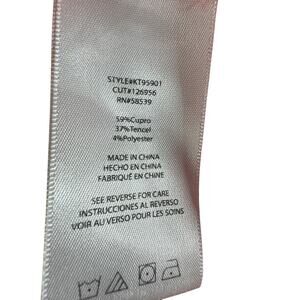 STYLE#KT95901
CUT#126956
RN#58539
59%Cupro
37%Tencel
4%Polyester
MADE IN CHINA
HECHO EN CHINA
FABRIQUÉ EN CHINE
SEE REVERSE FOR CARE
INSTRUCCIONES AL REVERSO
VOIR AU VERSO POUR LES SOINS